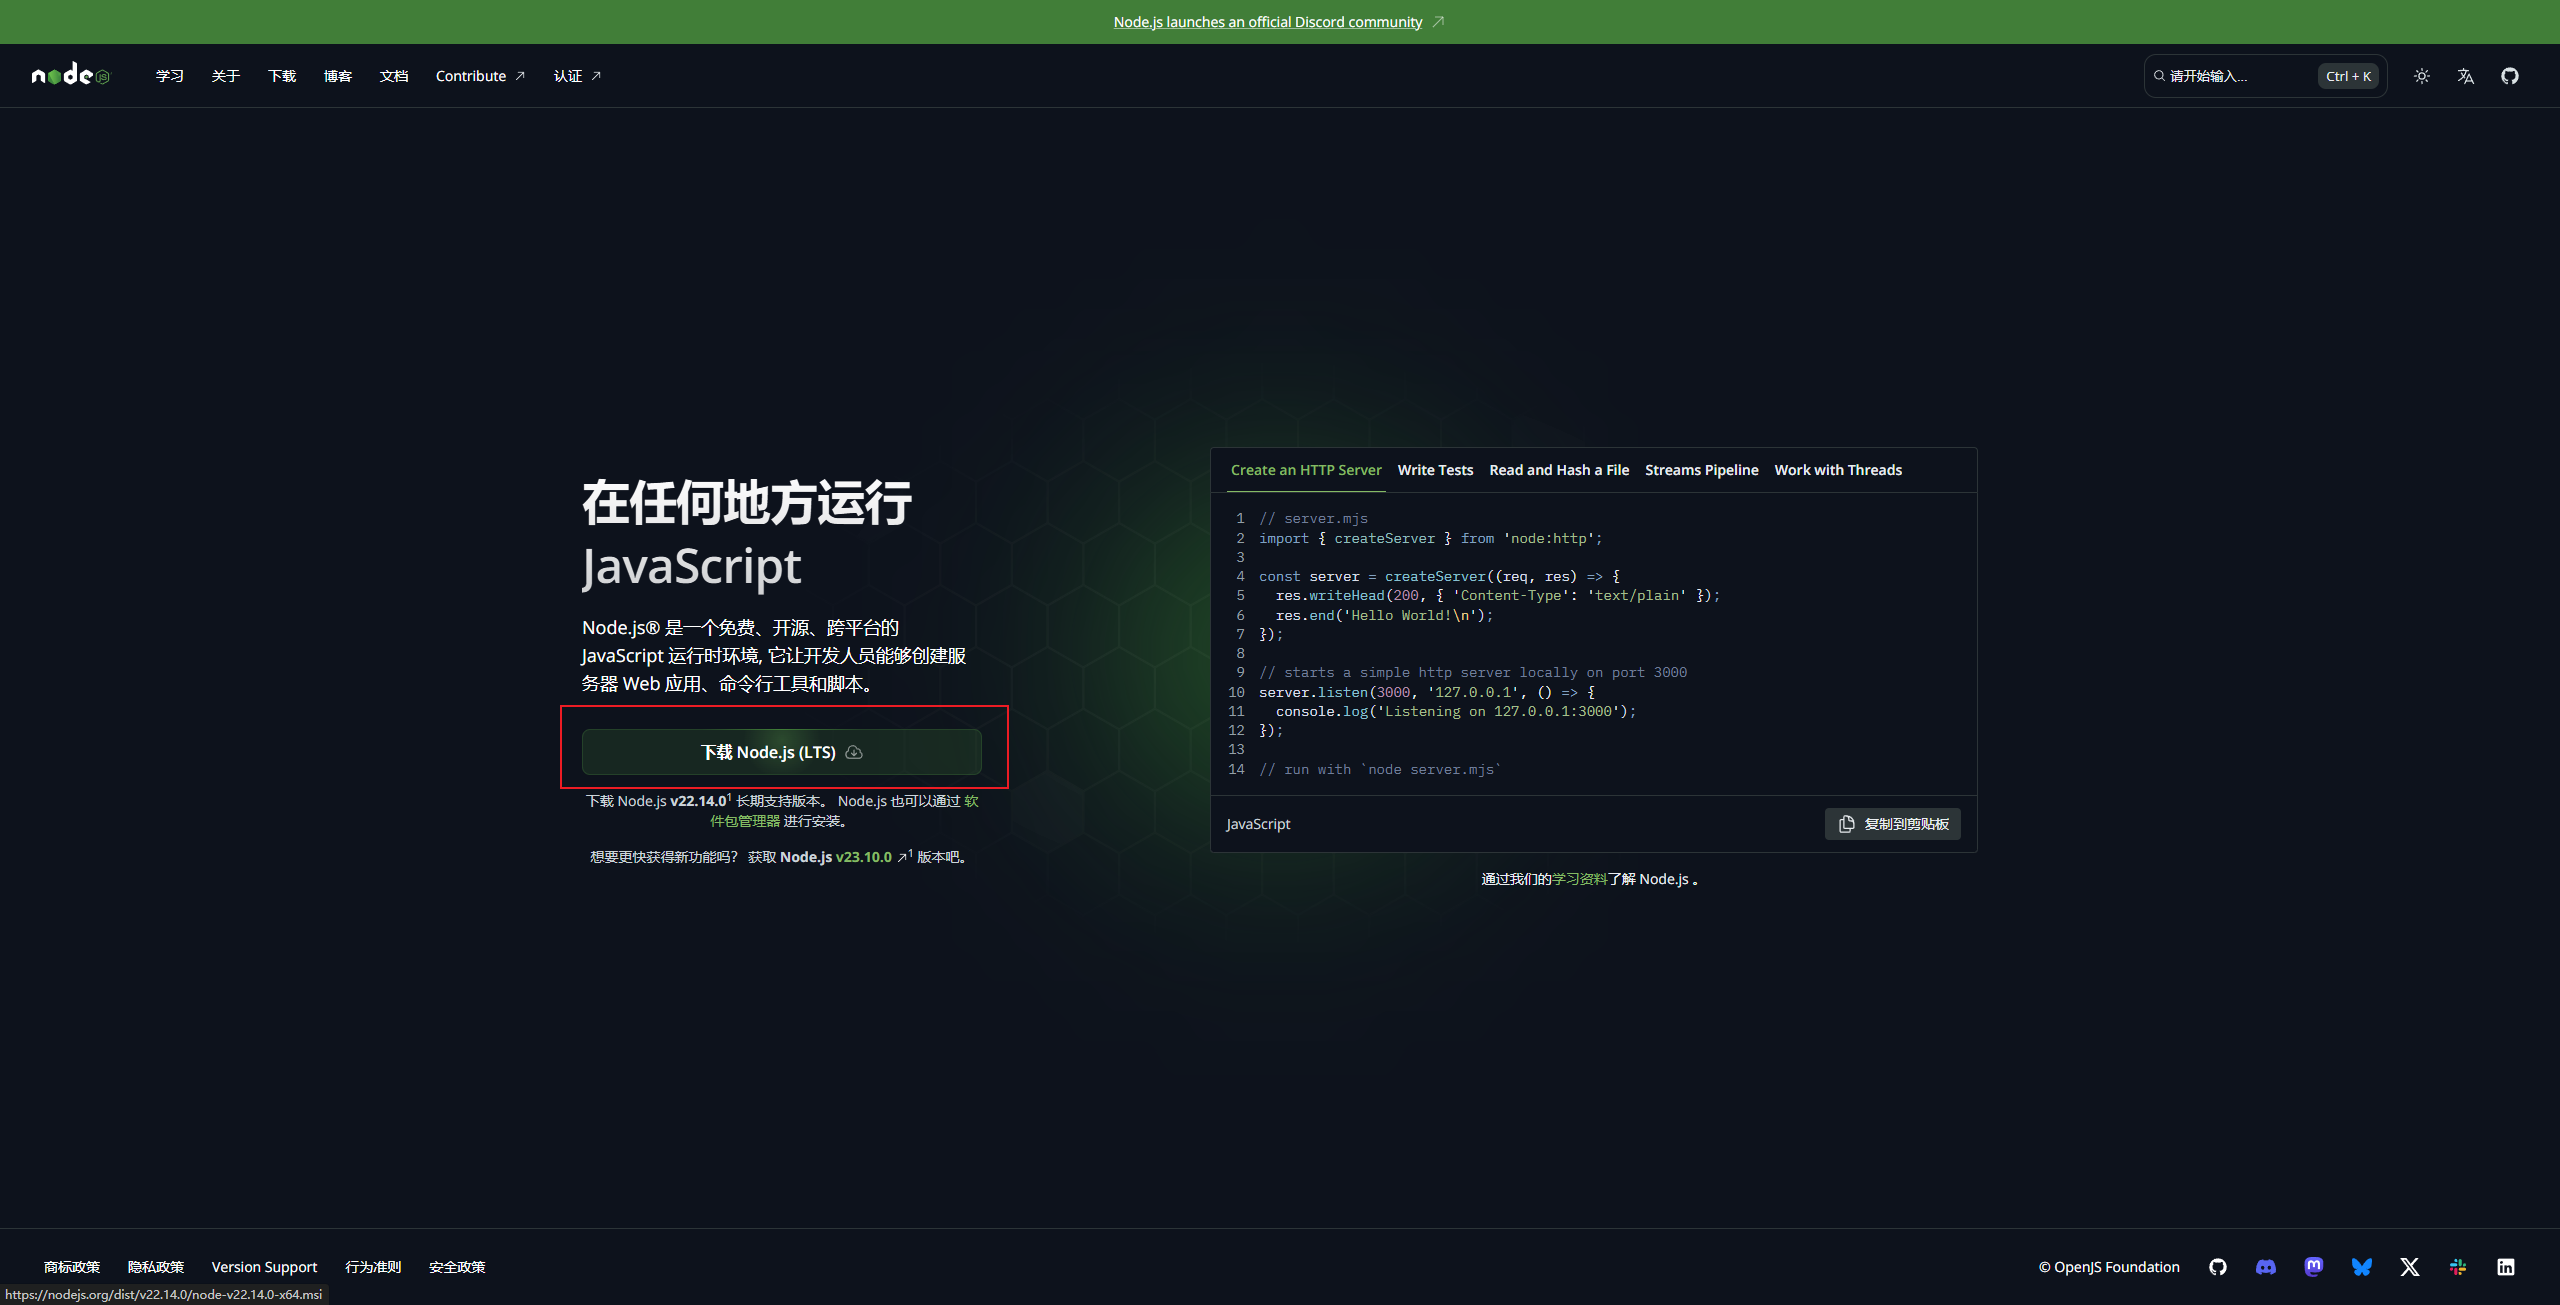 Node.js launches an official Discord community
node js
学习 关于 下载 博客 文档 Contribute 认证
请开始输入... Ctrl + K
在任何地方运行
JavaScript
Node.js® 是一个免费、开源、跨平台的
JavaScript 运行时环境, 它让开发人员能够创建服
务器 Web 应用、命令行工具和脚本。
下载 Node.js (LTS)
下载 Node.js v22.14.0¹ 长期支持版本。 Node.js 也可以通过 软
件包管理器 进行安装。
想要更快获得新功能吗？ 获取 Node.js v23.10.0 ↗¹ 版本吧。
Create an HTTP Server Write Tests Read and Hash a File Streams Pipeline Work with Threads
1 // server.mjs
2 import { createServer } from 'node:http';
3
4 const server = createServer((req, res) => {
5   res.writeHead(200, { 'Content-Type': 'text/plain' });
6   res.end('Hello World!\n');
7 });
8
9 // starts a simple http server locally on port 3000
10 server.listen(3000, '127.0.0.1', () => {
11   console.log('Listening on 127.0.0.1:3000');
12 });
13
14 // run with `node server.mjs`
JavaScript 复制到剪贴板
通过我们的学习资料了解 Node.js 。
商标政策 隐私政策 Version Support 行为准则 安全政策
© OpenJS Foundation
https://nodejs.org/dist/v22.14.0/node-v22.14.0-x64.msi